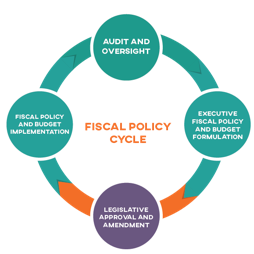 AUDIT AND
OVERSIGHT
FISCAL POLICY
AND BUDGET
IMPLEMENTATION
FISCAL POLICY
CYCLE
EXECUTIVE
FISCAL POLICY
AND BUDGET
FORMULATION
LEGISLATIVE
APPROVAL AND
AMENDMENT